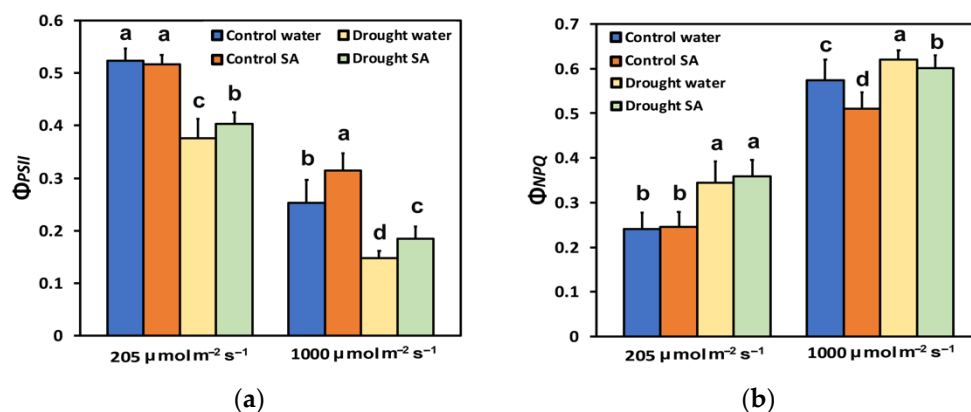 0.6
0.5
0.4
0.3
0.2
0.1
0
Φ_PSII
Control water
Drought water
Control SA
Drought SA
a a c b b a d c
205 μmol m⁻² s⁻¹ 1000 μmol m⁻² s⁻¹
(a)
0.7
0.6
0.5
0.4
0.3
0.2
0.1
0
Φ_NPQ
Control water
Control SA
Drought water
Drought SA
b b a a c d a b
205 μmol m⁻² s⁻¹ 1000 μmol m⁻² s⁻¹
(b)